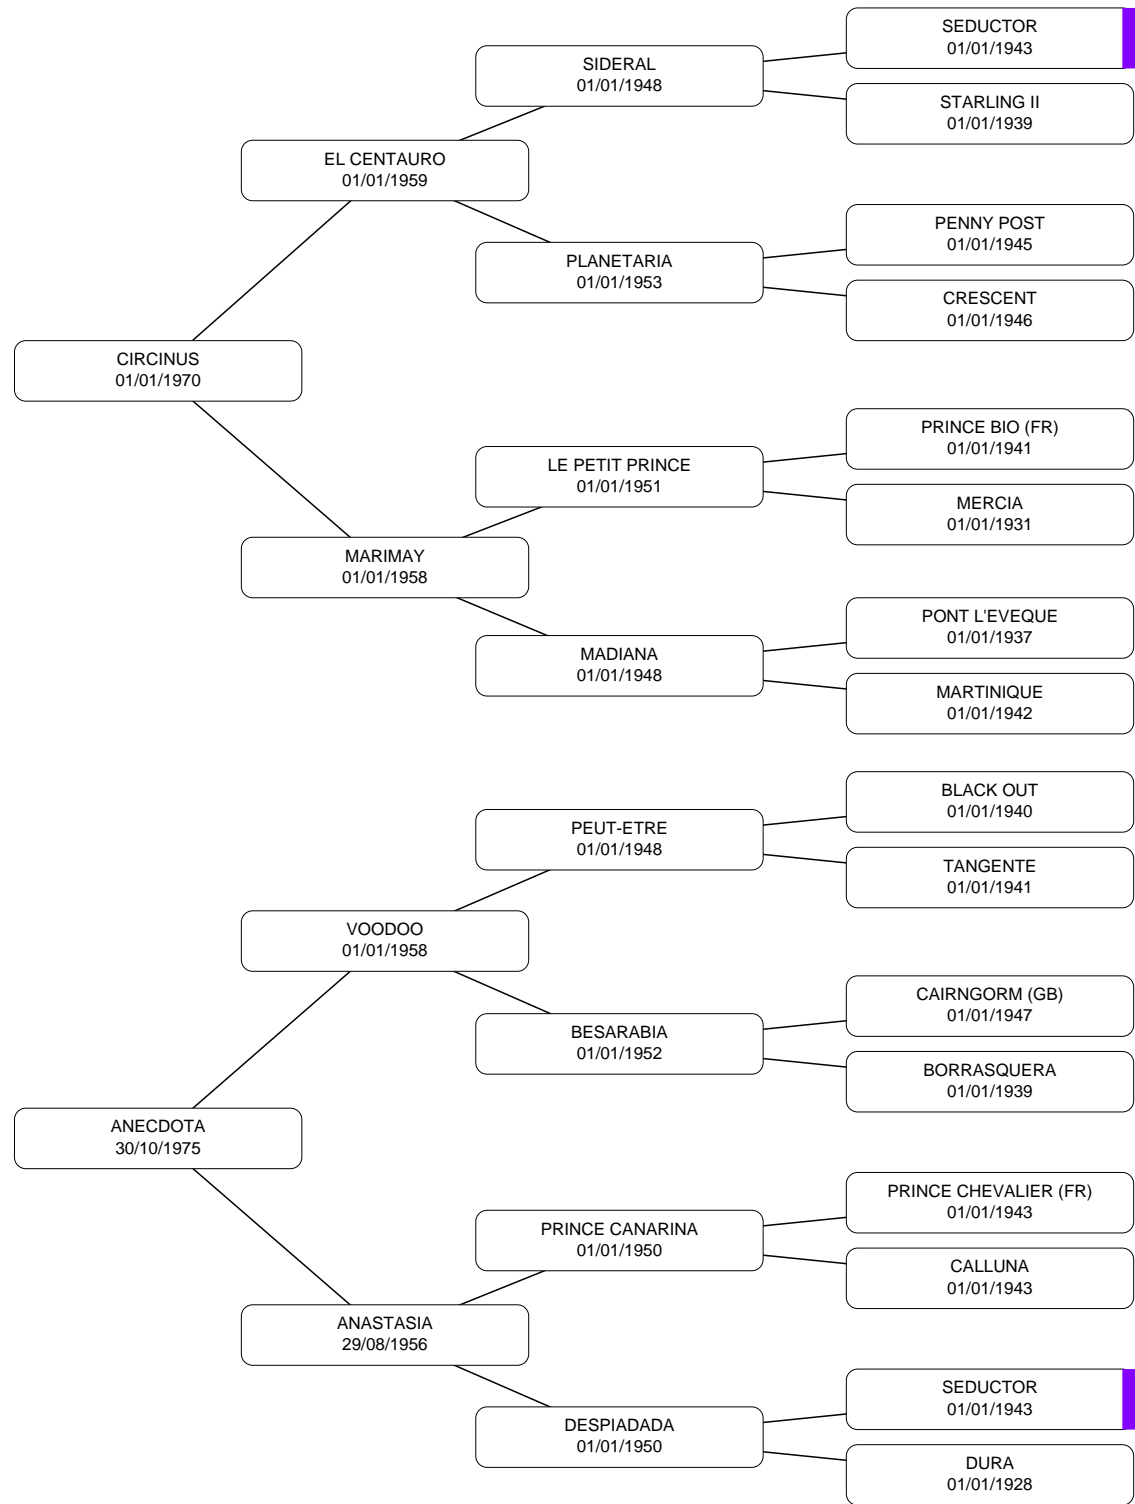 SEDUCTOR
01/01/1943
SIDERAL
01/01/1948
STARLING II
01/01/1939
EL CENTAURO
01/01/1959
PENNY POST
01/01/1945
PLANETARIA
01/01/1953
CRESCENT
01/01/1946
CIRCINUS
01/01/1970
PRINCE BIO (FR)
01/01/1941
LE PETIT PRINCE
01/01/1951
MERCIA
01/01/1931
MARIMAY
01/01/1958
PONT L'EVEQUE
01/01/1937
MADIANA
01/01/1948
MARTINIQUE
01/01/1942
BLACK OUT
01/01/1940
PEUT-ETRE
01/01/1948
TANGENTE
01/01/1941
VOODOO
01/01/1958
CAIRNGORM (GB)
01/01/1947
BESARABIA
01/01/1952
BORRASQUERA
01/01/1939
ANECDOTA
30/10/1975
PRINCE CHEVALIER (FR)
01/01/1943
PRINCE CANARINA
01/01/1950
CALLUNA
01/01/1943
ANASTASIA
29/08/1956
SEDUCTOR
01/01/1943
DESPIADADA
01/01/1950
DURA
01/01/1928